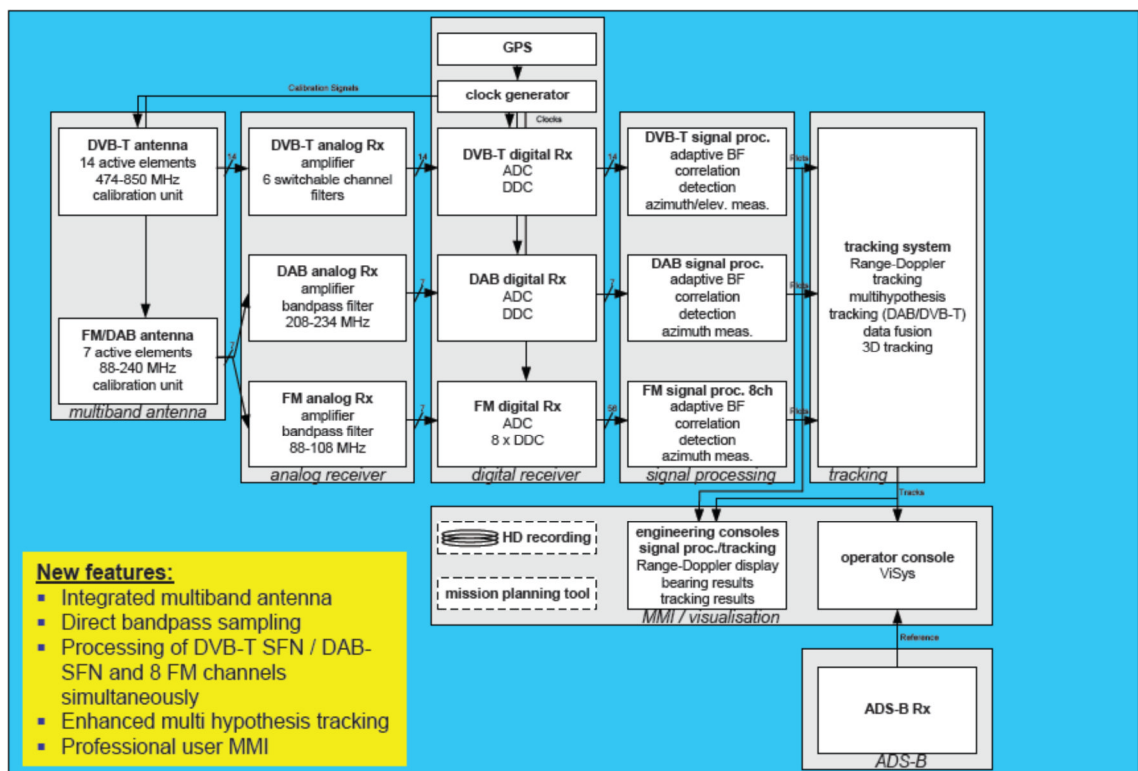 GPS
clock generator
Calibration Signals
Clocks
DVB-T antenna
14 active elements
474-850 MHz
calibration unit
14
DVB-T analog Rx
amplifier
6 switchable channel
filters
14
DVB-T digital Rx
ADC
DDC
14
DVB-T signal proc.
adaptive BF
correlation
detection
azimuth/elev. meas.
Plots
tracking system
Range-Doppler
tracking
multihypothesis
tracking (DAB/DVB-T)
data fusion
3D tracking
DAB analog Rx
amplifier
bandpass filter
208-234 MHz
7
DAB digital Rx
ADC
DDC
7
DAB signal proc.
adaptive BF
correlation
detection
azimuth meas.
Plots
FM/DAB antenna
7 active elements
88-240 MHz
calibration unit
7
FM analog Rx
amplifier
bandpass filter
88-108 MHz
7
FM digital Rx
ADC
8 x DDC
56
FM signal proc. 8ch
adaptive BF
correlation
detection
azimuth meas.
Plots
multiband antenna
analog receiver
digital receiver
signal processing
tracking
Tracks
HD recording
mission planning tool
engineering consoles
signal proc./tracking
Range-Doppler display
bearing results
tracking results
operator console
ViSys
MMI / visualisation
Reference
ADS-B Rx
ADS-B
New features:
▪ Integrated multiband antenna
▪ Direct bandpass sampling
▪ Processing of DVB-T SFN / DAB-
SFN and 8 FM channels
simultaneously
▪ Enhanced multi hypothesis tracking
▪ Professional user MMI